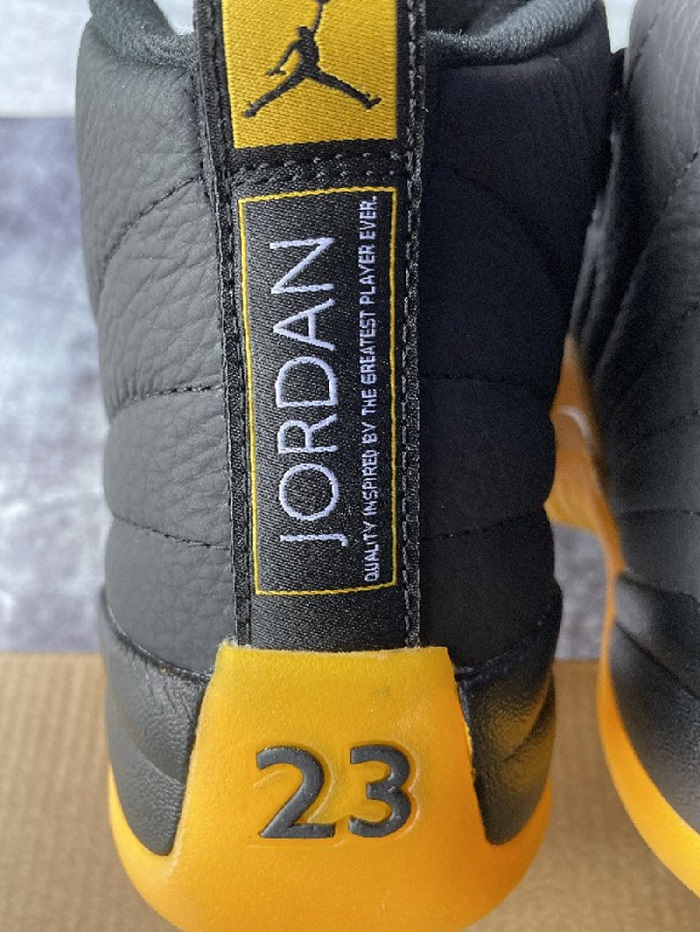 JORDAN
QUALITY INSPIRED BY THE GREATEST PLAYER EVER.
23